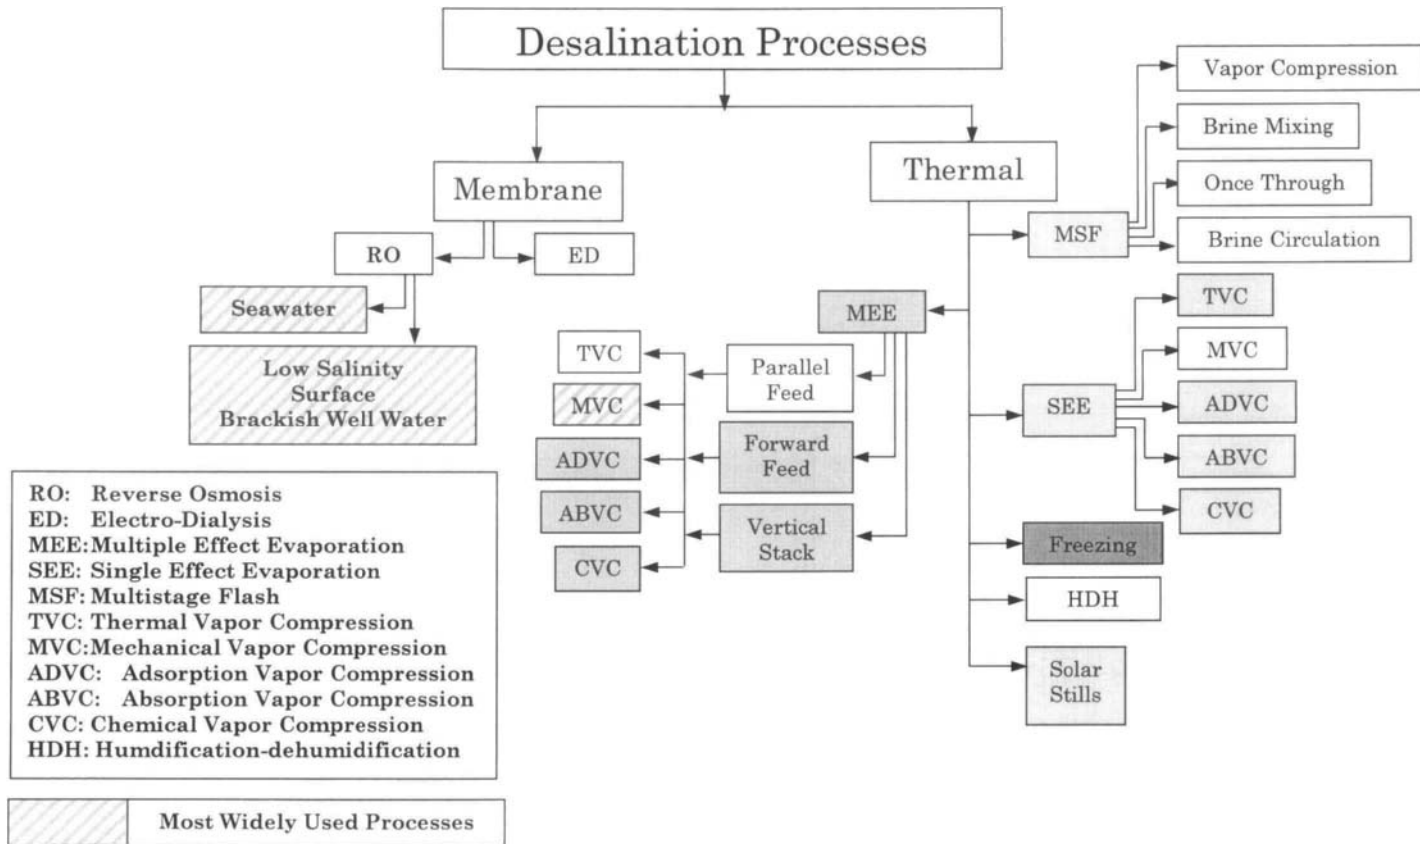 Desalination Processes
Membrane
RO
ED
Seawater
Low Salinity
Surface
Brackish Well Water
Thermal
MSF
Vapor Compression
Brine Mixing
Once Through
Brine Circulation
MEE
Parallel
Feed
Forward
Feed
Vertical
Stack
TVC
MVC
ADVC
ABVC
CVC
SEE
TVC
MVC
ADVC
ABVC
CVC
Freezing
HDH
Solar
Stills
RO: Reverse Osmosis
ED: Electro-Dialysis
MEE: Multiple Effect Evaporation
SEE: Single Effect Evaporation
MSF: Multistage Flash
TVC: Thermal Vapor Compression
MVC: Mechanical Vapor Compression
ADVC: Adsorption Vapor Compression
ABVC: Absorption Vapor Compression
CVC: Chemical Vapor Compression
HDH: Humdification-dehumidification
Most Widely Used Processes